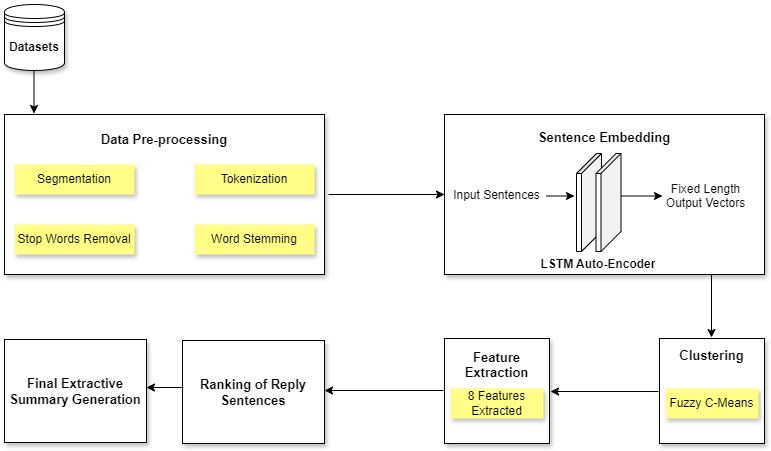 Datasets
Data Pre-processing
Segmentation
Tokenization
Stop Words Removal
Word Stemming
Sentence Embedding
Input Sentences
Fixed Length
Output Vectors
LSTM Auto-Encoder
Clustering
Fuzzy C-Means
Feature
Extraction
8 Features
Extracted
Ranking of Reply
Sentences
Final Extractive
Summary Generation